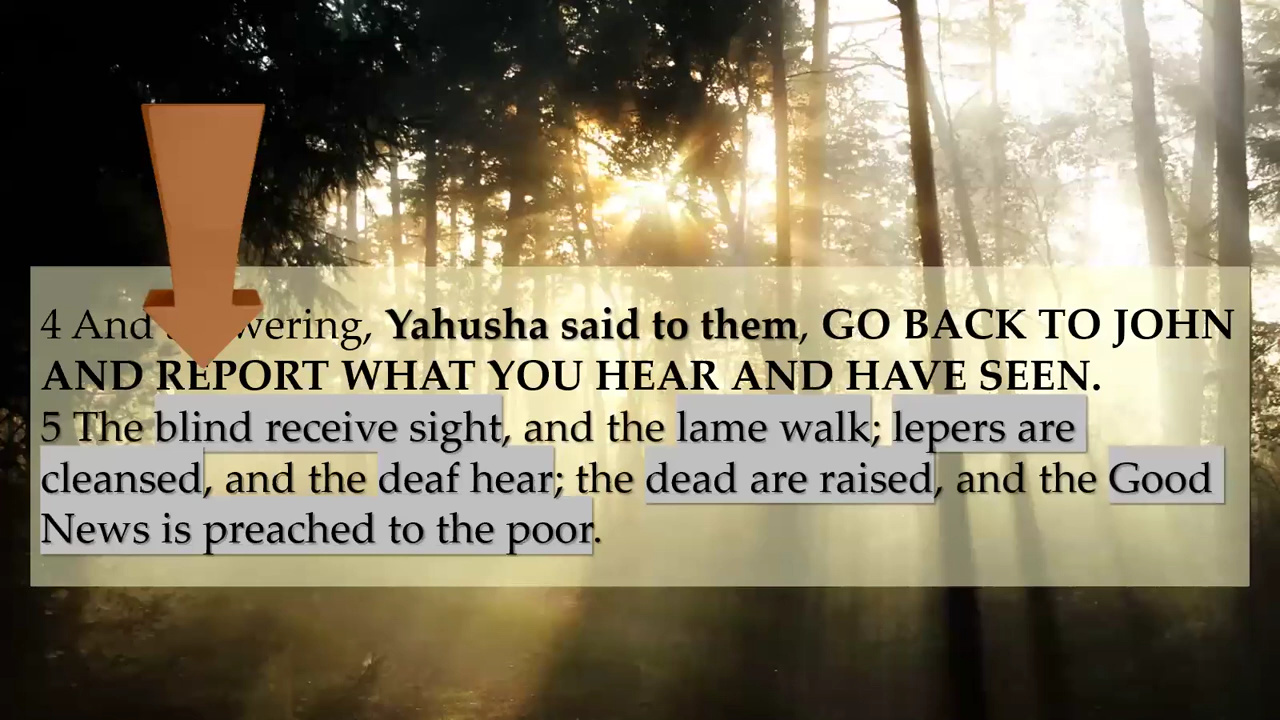 4 And wering, Yahusha said to them, GO BACK TO JOHN
AND REPORT WHAT YOU HEAR AND HAVE SEEN.
5 The blind receive sight, and the lame walk; lepers are
cleansed, and the deaf hear; the dead are raised, and the Good
News is preached to the poor.